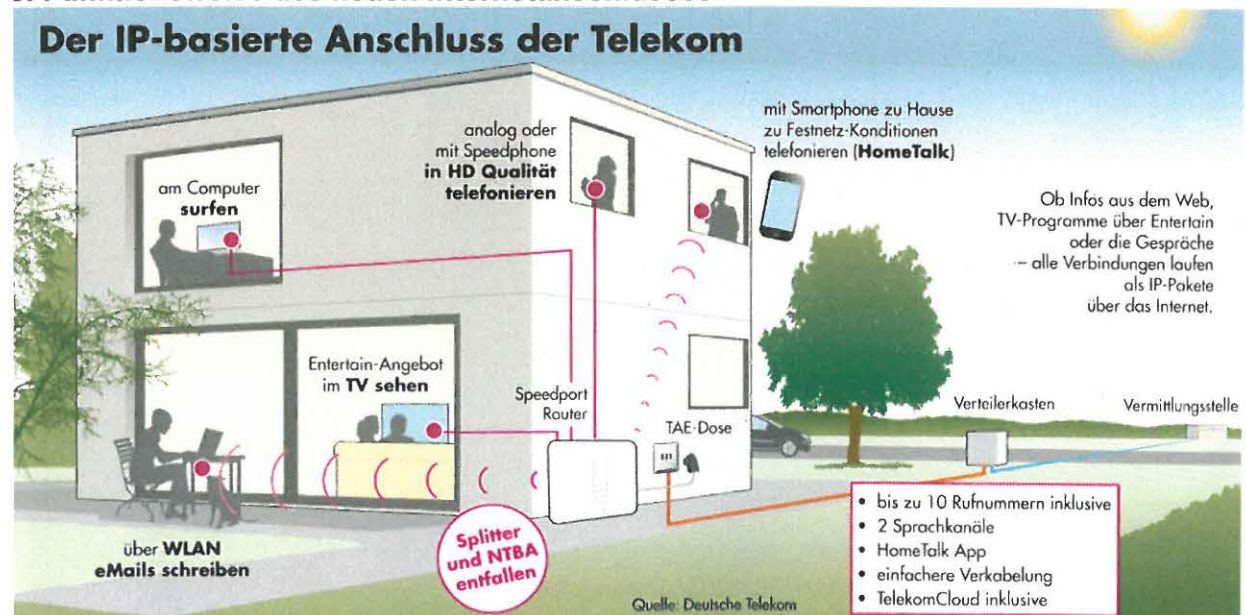 Der IP-basierte Anschluss der Telekom
mit Smartphone zu Hause
zu Festnetz-Konditionen
telefonieren (HomeTalk)
analog oder
mit Speedphone
in HD Qualität
telefonieren
am Computer
surfen
Ob Infos aus dem Web,
TV-Programme über Entertain
oder die Gespräche
– alle Verbindungen laufen
als IP-Pakete
über das Internet.
Entertain-Angebot
im TV sehen
Speedport
Router
TAE-Dose
Verteilerkasten
Vermittlungsstelle
über WLAN
eMails schreiben
Splitter
und NTBA
entfallen
• bis zu 10 Rufnummern inklusive
• 2 Sprachkanäle
• HomeTalk App
• einfachere Verkabelung
• TelekomCloud inklusive
Quelle: Deutsche Telekom